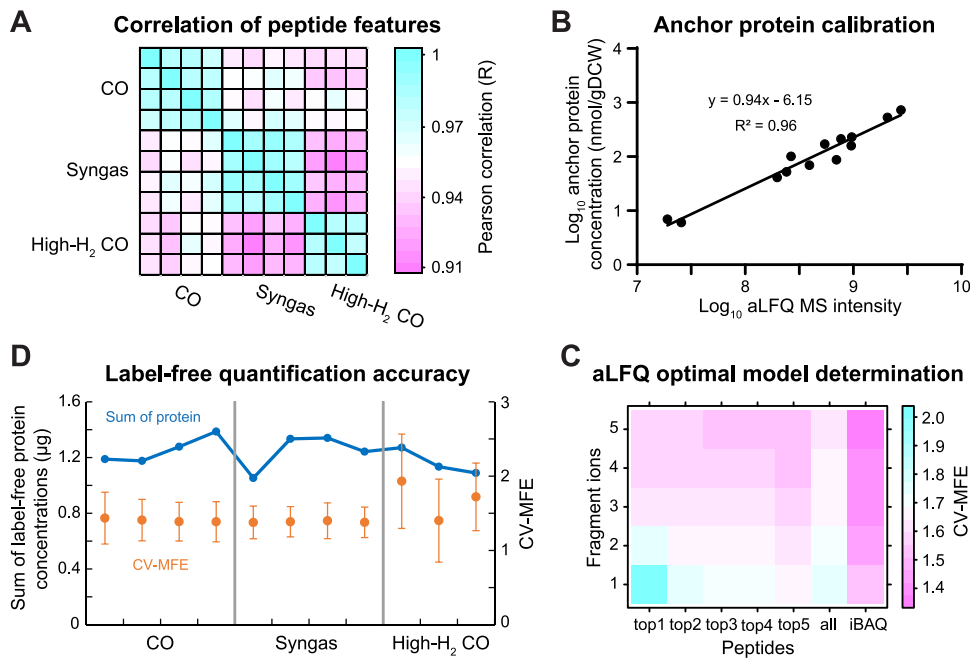 A
Correlation of peptide features
CO
Syngas
High-H₂ CO
CO
Syngas
High-H₂ CO
1
0.97
0.94
0.91
Pearson correlation (R)
B
Anchor protein calibration
Log₁₀ anchor protein
concentration (nmol/gDCW)
4
3
2
1
0
y = 0.94x - 6.15
R² = 0.96
7
8
9
10
Log₁₀ aLFQ MS intensity
D
Label-free quantification accuracy
Sum of label-free protein
concentrations (µg)
1.6
1.2
0.8
0.4
0
Sum of protein
CV-MFE
3
2
1
0
CV-MFE
CO
Syngas
High-H₂ CO
C
aLFQ optimal model determination
Fragment ions
5
4
3
2
1
top1
top2
top3
top4
top5
all
iBAQ
Peptides
2.0
1.9
1.8
1.7
1.6
1.5
1.4
CV-MFE